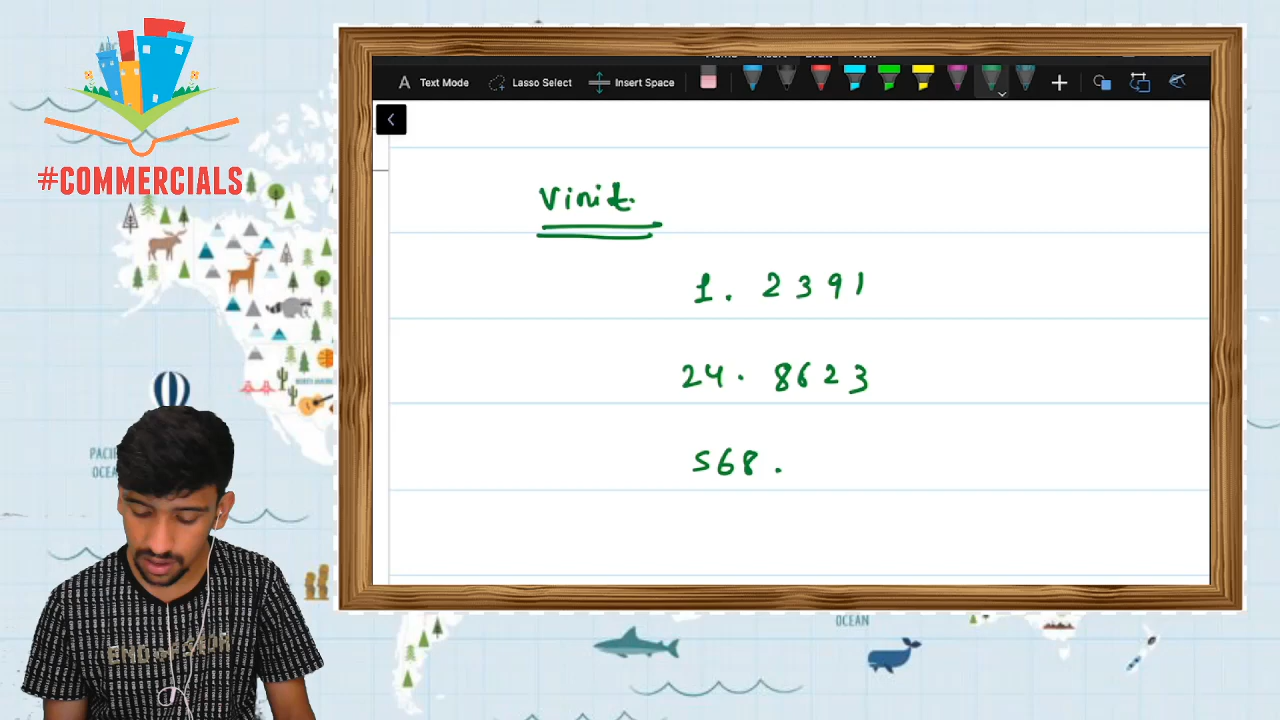 #COMMERCIALS
Text Mode
Lasso Select
Insert Space
Vinit.
1. 2391
24. 8623
568.
OCEAN